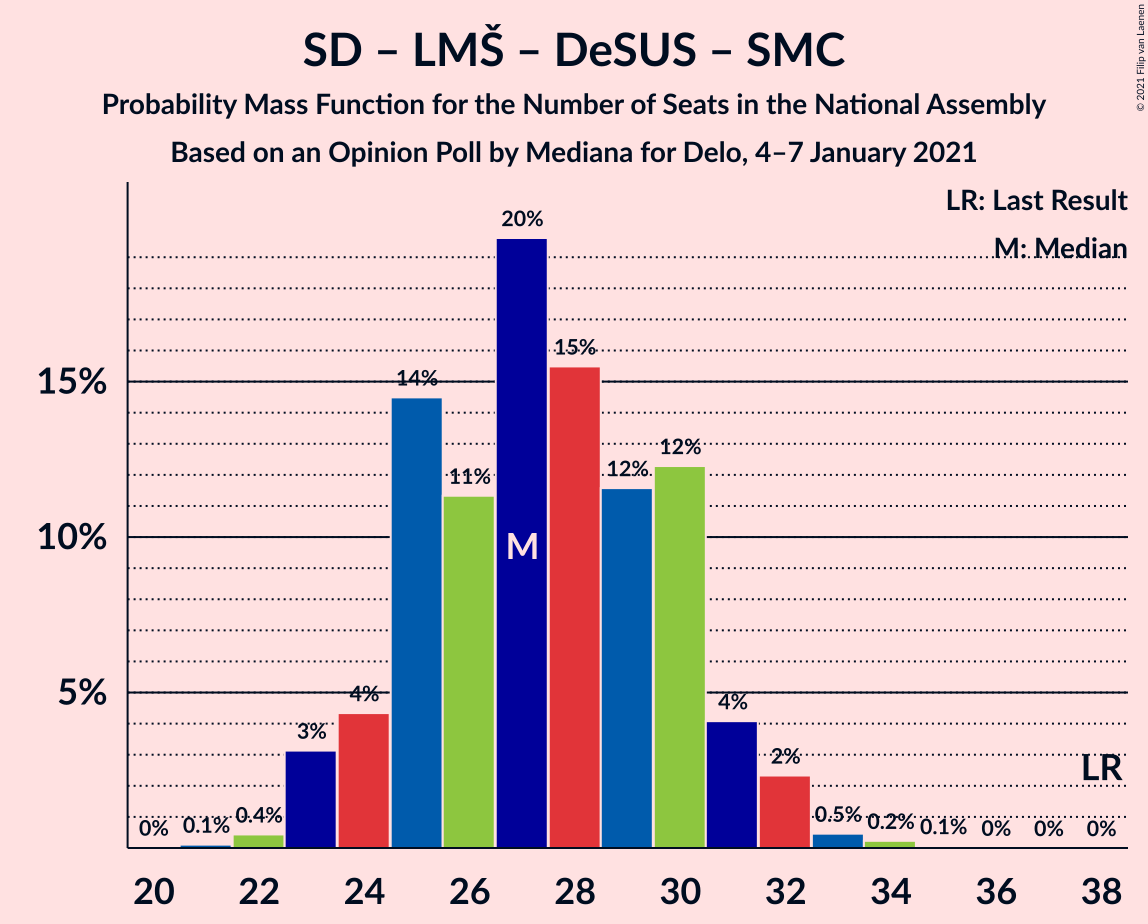 SD – LMŠ – DeSUS – SMC
Probability Mass Function for the Number of Seats in the National Assembly
Based on an Opinion Poll by Mediana for Delo, 4–7 January 2021
© 2021 Filip van Laenen
LR: Last Result
M: Median
15%
10%
5%
0%
0.1%
0.4%
3%
4%
14%
11%
20%
15%
12%
12%
4%
2%
0.5%
0.2%
0.1%
0%
0%
0%
M
LR
20 22 24 26 28 30 32 34 36 38